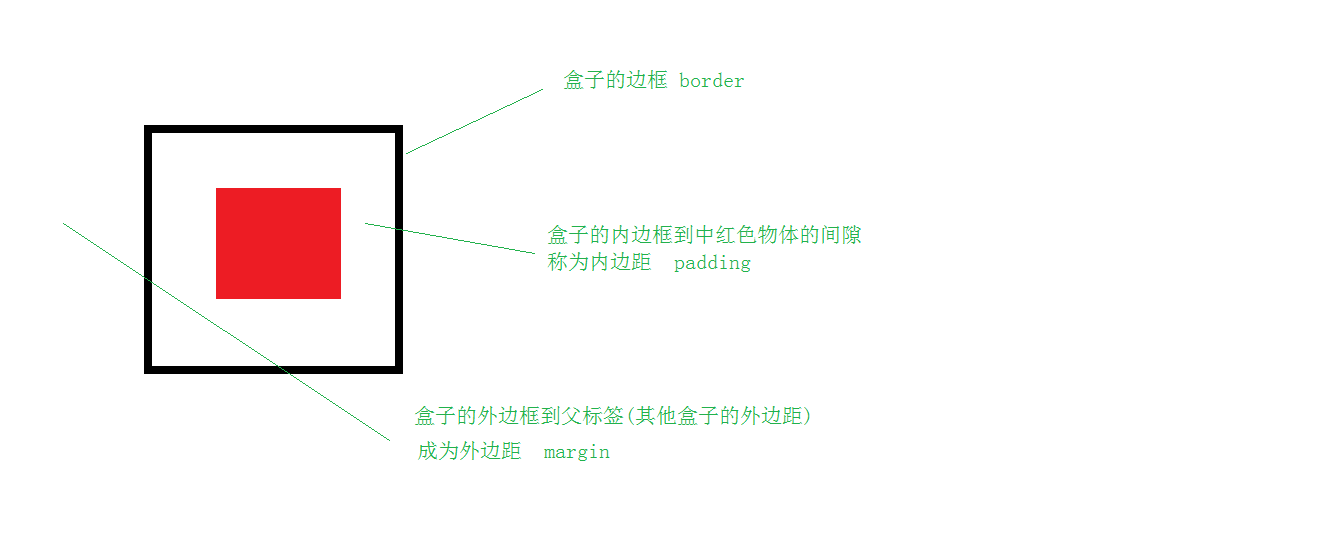 盒子的边框 border
盒子的内边框到中红色物体的间隙
称为内边距 padding
盒子的外边框到父标签(其他盒子的外边距)
成为外边距 margin